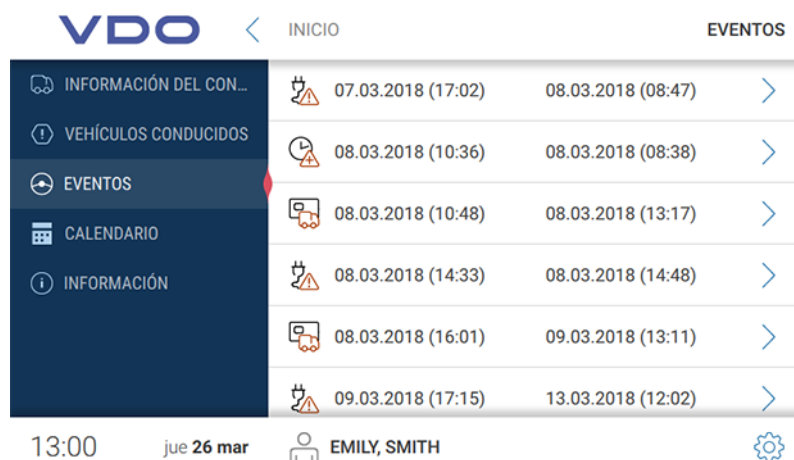 VDO
INICIO
EVENTOS
INFORMACIÓN DEL CON...
VEHÍCULOS CONDUCIDOS
EVENTOS
CALENDARIO
INFORMACIÓN
07.03.2018 (17:02) 08.03.2018 (08:47)
08.03.2018 (10:36) 08.03.2018 (08:38)
08.03.2018 (10:48) 08.03.2018 (13:17)
08.03.2018 (14:33) 08.03.2018 (14:48)
08.03.2018 (16:01) 09.03.2018 (13:11)
09.03.2018 (17:15) 13.03.2018 (12:02)
13:00 jue 26 mar
EMILY, SMITH